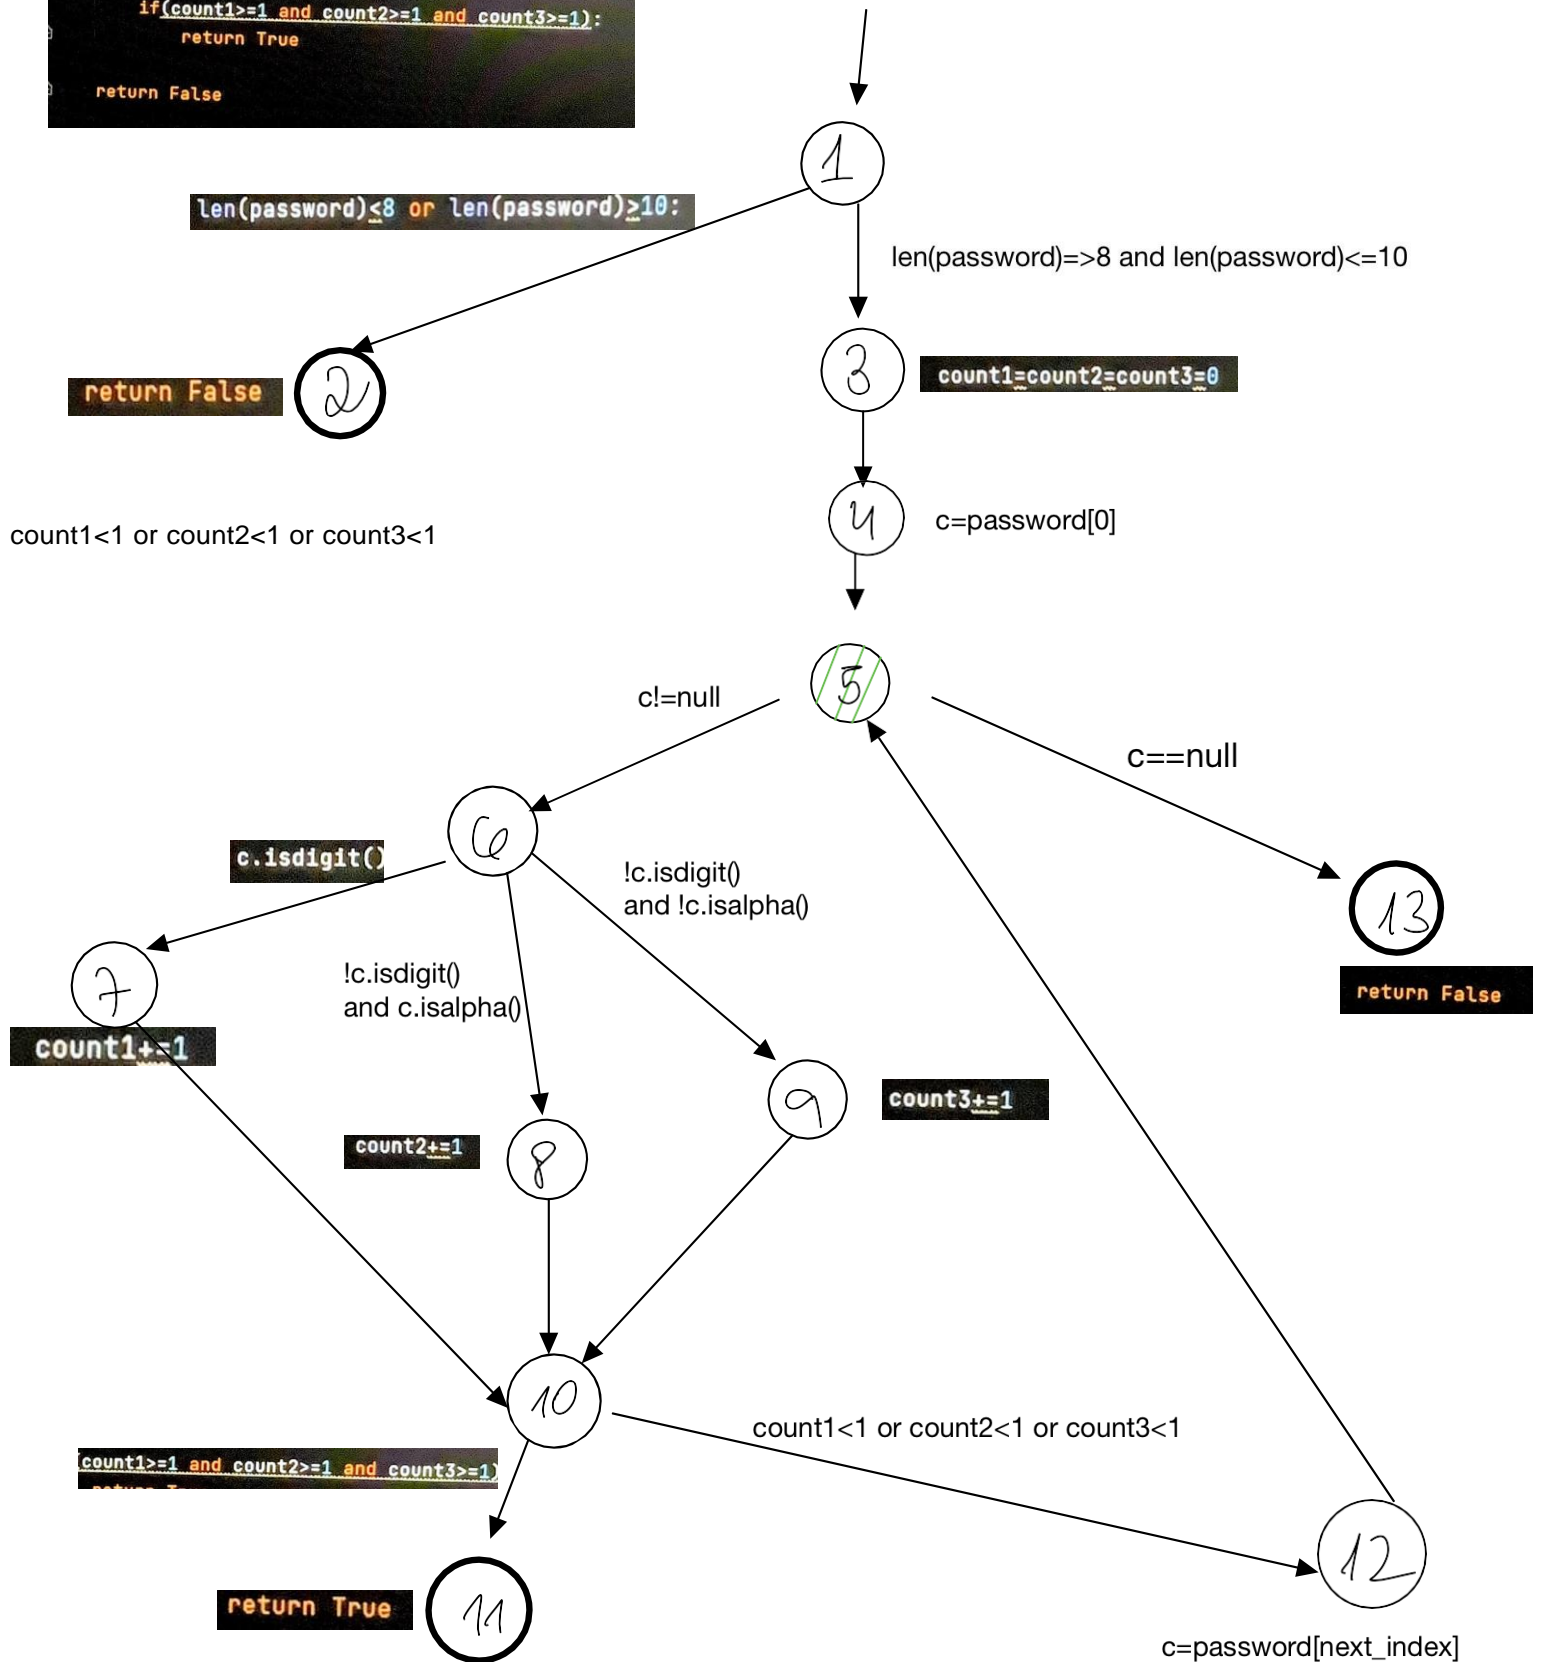 if(count1>=1 and count2>=1 and count3>=1):
return True
return False
1
len(password)<8 or len(password)>10:
len(password)=>8 and len(password)<=10
3
count1=count2=count3=0
return False
2
4
c=password[0]
count1<1 or count2<1 or count3<1
5
c!=null
c==null
6
c.isdigit()
!c.isdigit()
and !c.isalpha()
13
return False
7
!c.isdigit()
and c.isalpha()
count1+=1
9
count3+=1
count2+=1
8
10
count1<1 or count2<1 or count3<1
(count1>=1 and count2>=1 and count3>=1)
12
return True
11
c=password[next_index]